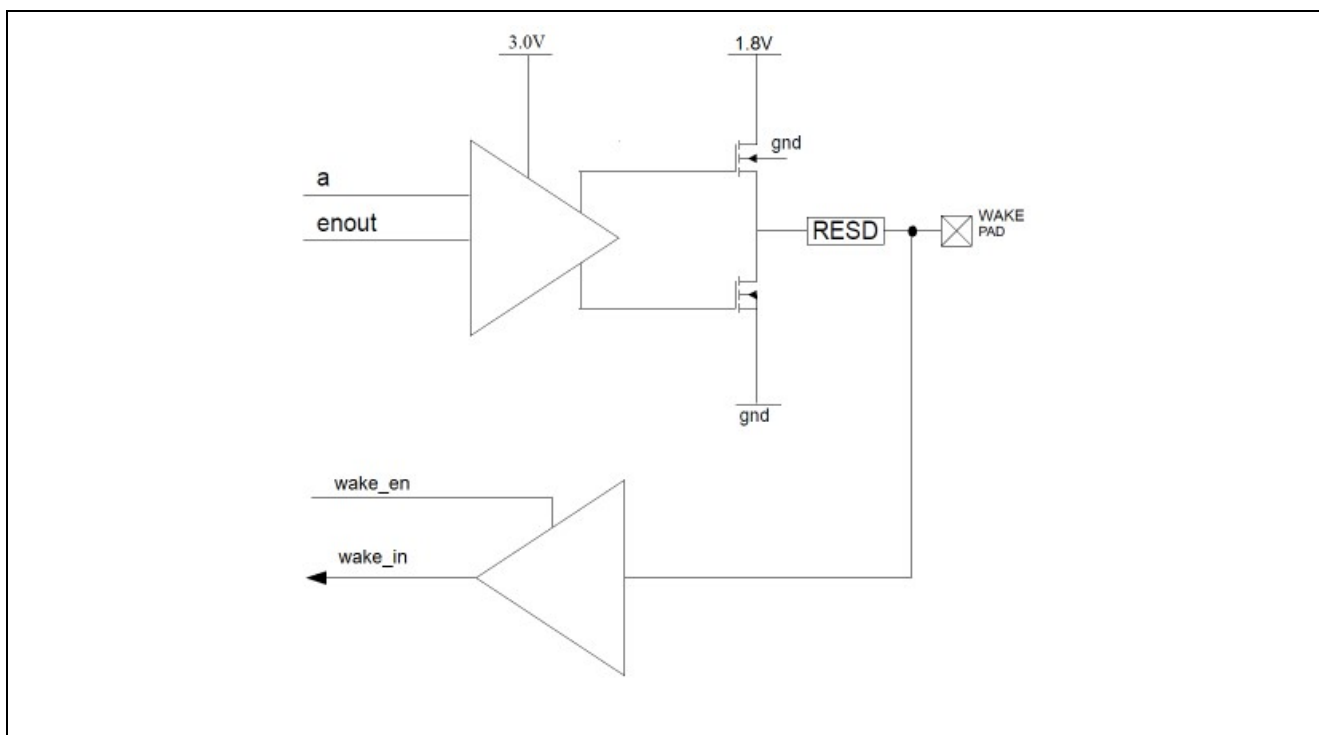 3.0V
1.8V
gnd
a
enout
RESD
WAKE
PAD
gnd
wake_en
wake_in